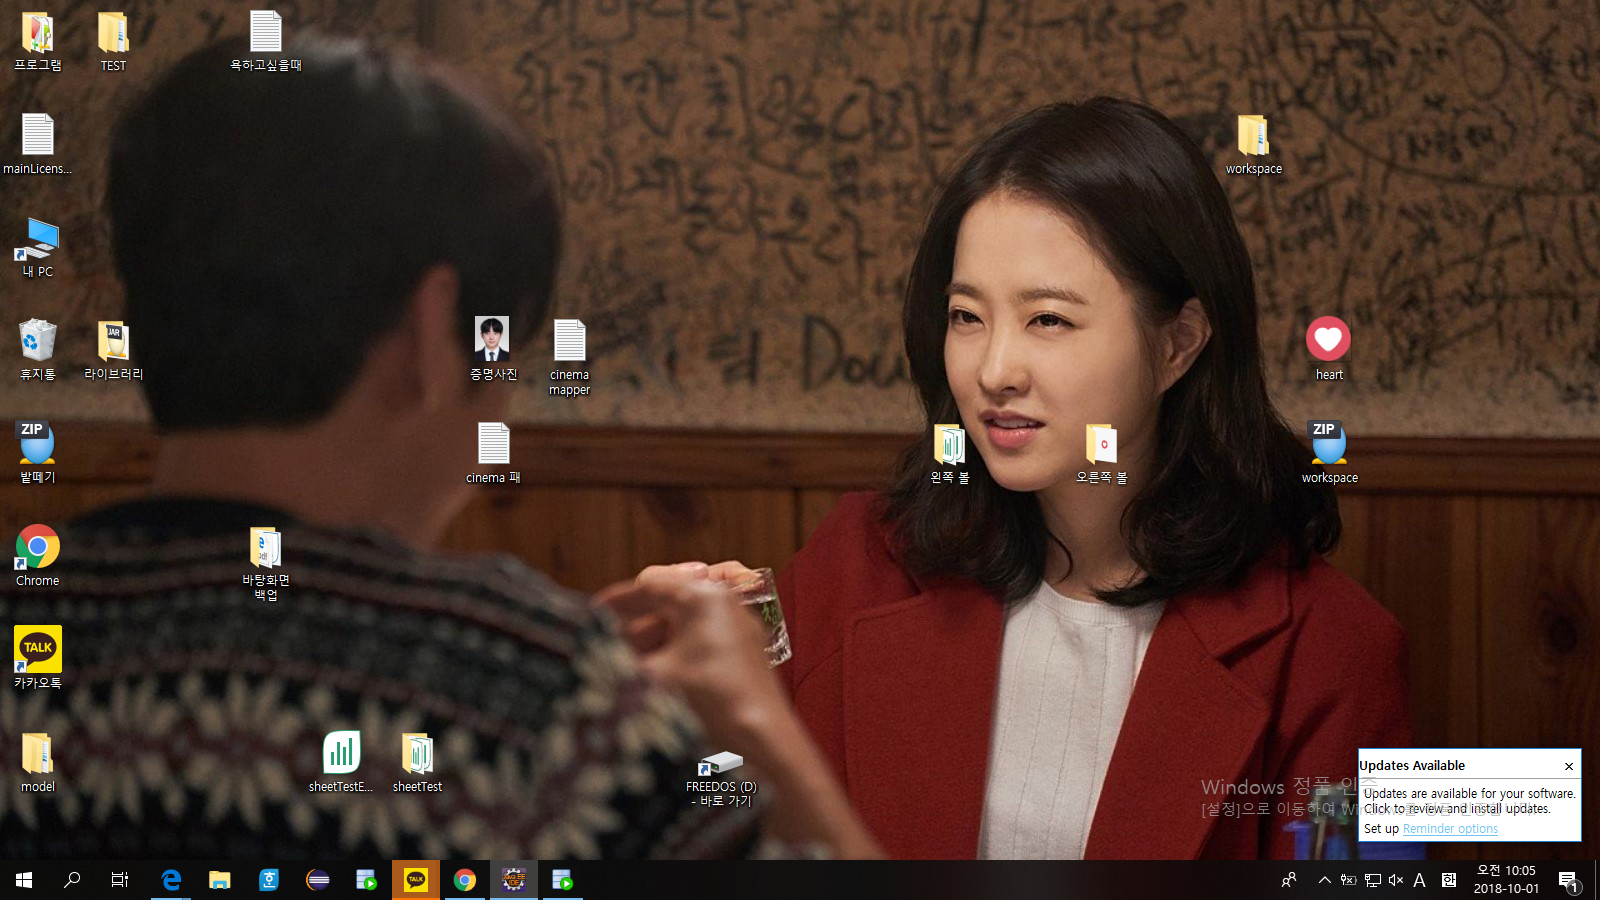 프로그램
TEST
욕하고싶을때
mainLicens...
workspace
내 PC
휴지통
JAR
라이브러리
증명사진
cinema
mapper
heart
ZIP
밭떼기
cinema 패
왼쪽 볼
오른쪽 볼
ZIP
workspace
Chrome
바탕화면
백업
TALK
카카오톡
model
sheetTestE...
sheetTest
FREEDOS (D)
- 바로 가기
Windows 정품 인증
[설정]으로 이동하여
Updates Available
Updates are available for your software.
Click to review and install updates.
Set up Reminder options
TALK
Java EE
IDE
A
한
오전 10:05
2018-10-01
1